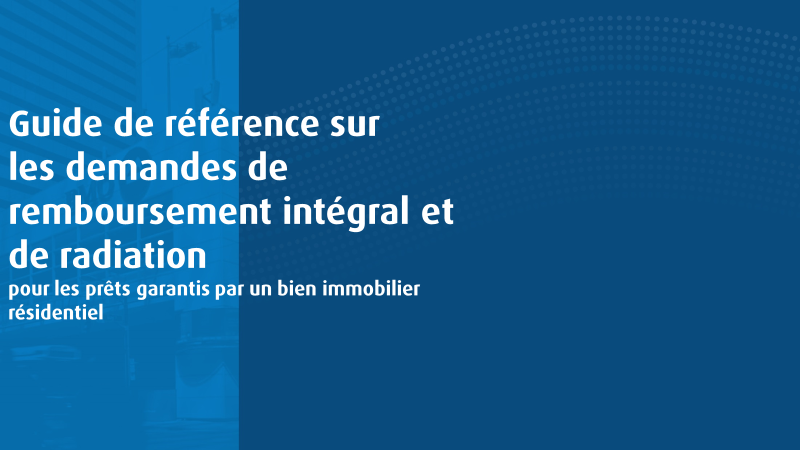 Guide de référence sur
les demandes de
remboursement intégral et
de radiation
pour les prêts garantis par un bien immobilier
résidentiel